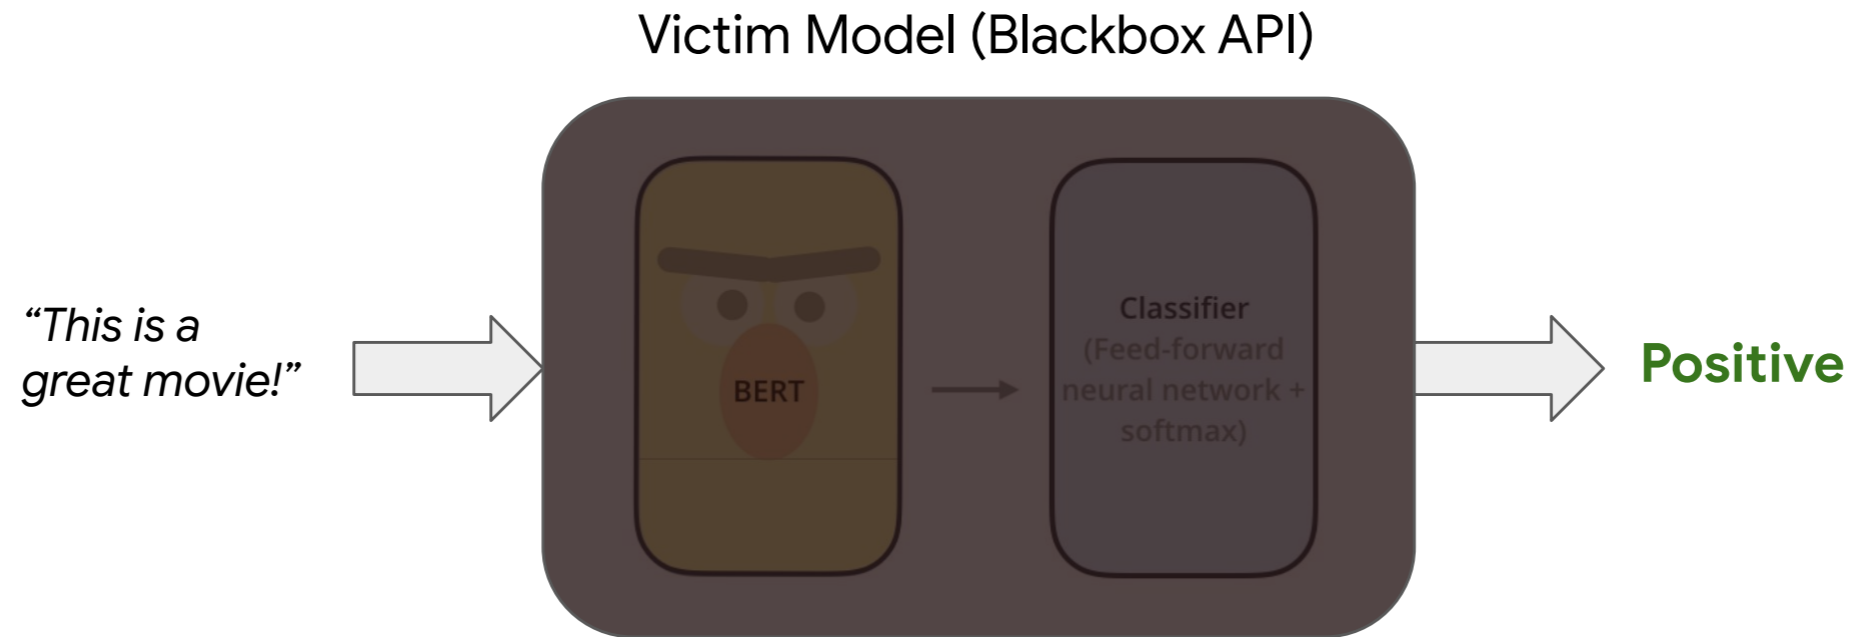 Victim Model (Blackbox API)
“This is a
great movie!”
BERT
Classifier
(Feed-forward
neural network +
softmax)
Positive